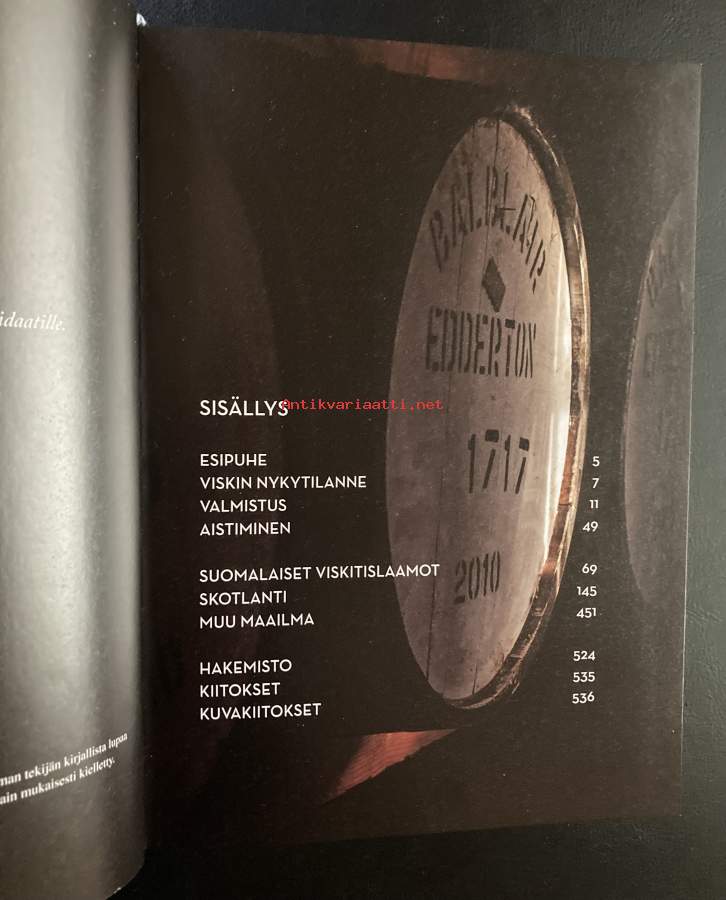 idaatille.
man tekijän kirjallista lupaa
ain mukaisesti kielletty.
BALBLAIR
EDDERTON
1717
2010
SISÄLLYS
Antikvariaatti.net
ESIPUHE 5
VISKIN NYKYTILANNE 7
VALMISTUS 11
AISTIMINEN 49
SUOMALAISET VISKITISLAAMOT 69
SKOTLANTI 145
MUU MAAILMA 451
HAKEMISTO 524
KIITOKSET 535
KUVAKIITOKSET 536